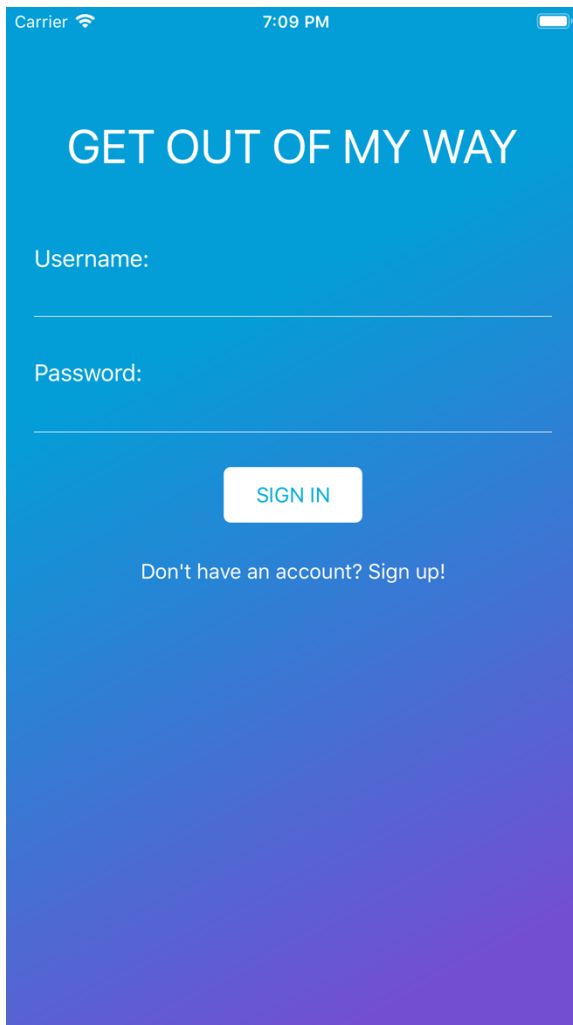 Carrier 7:09 PM
GET OUT OF MY WAY
Username:
Password:
SIGN IN
Don't have an account? Sign up!